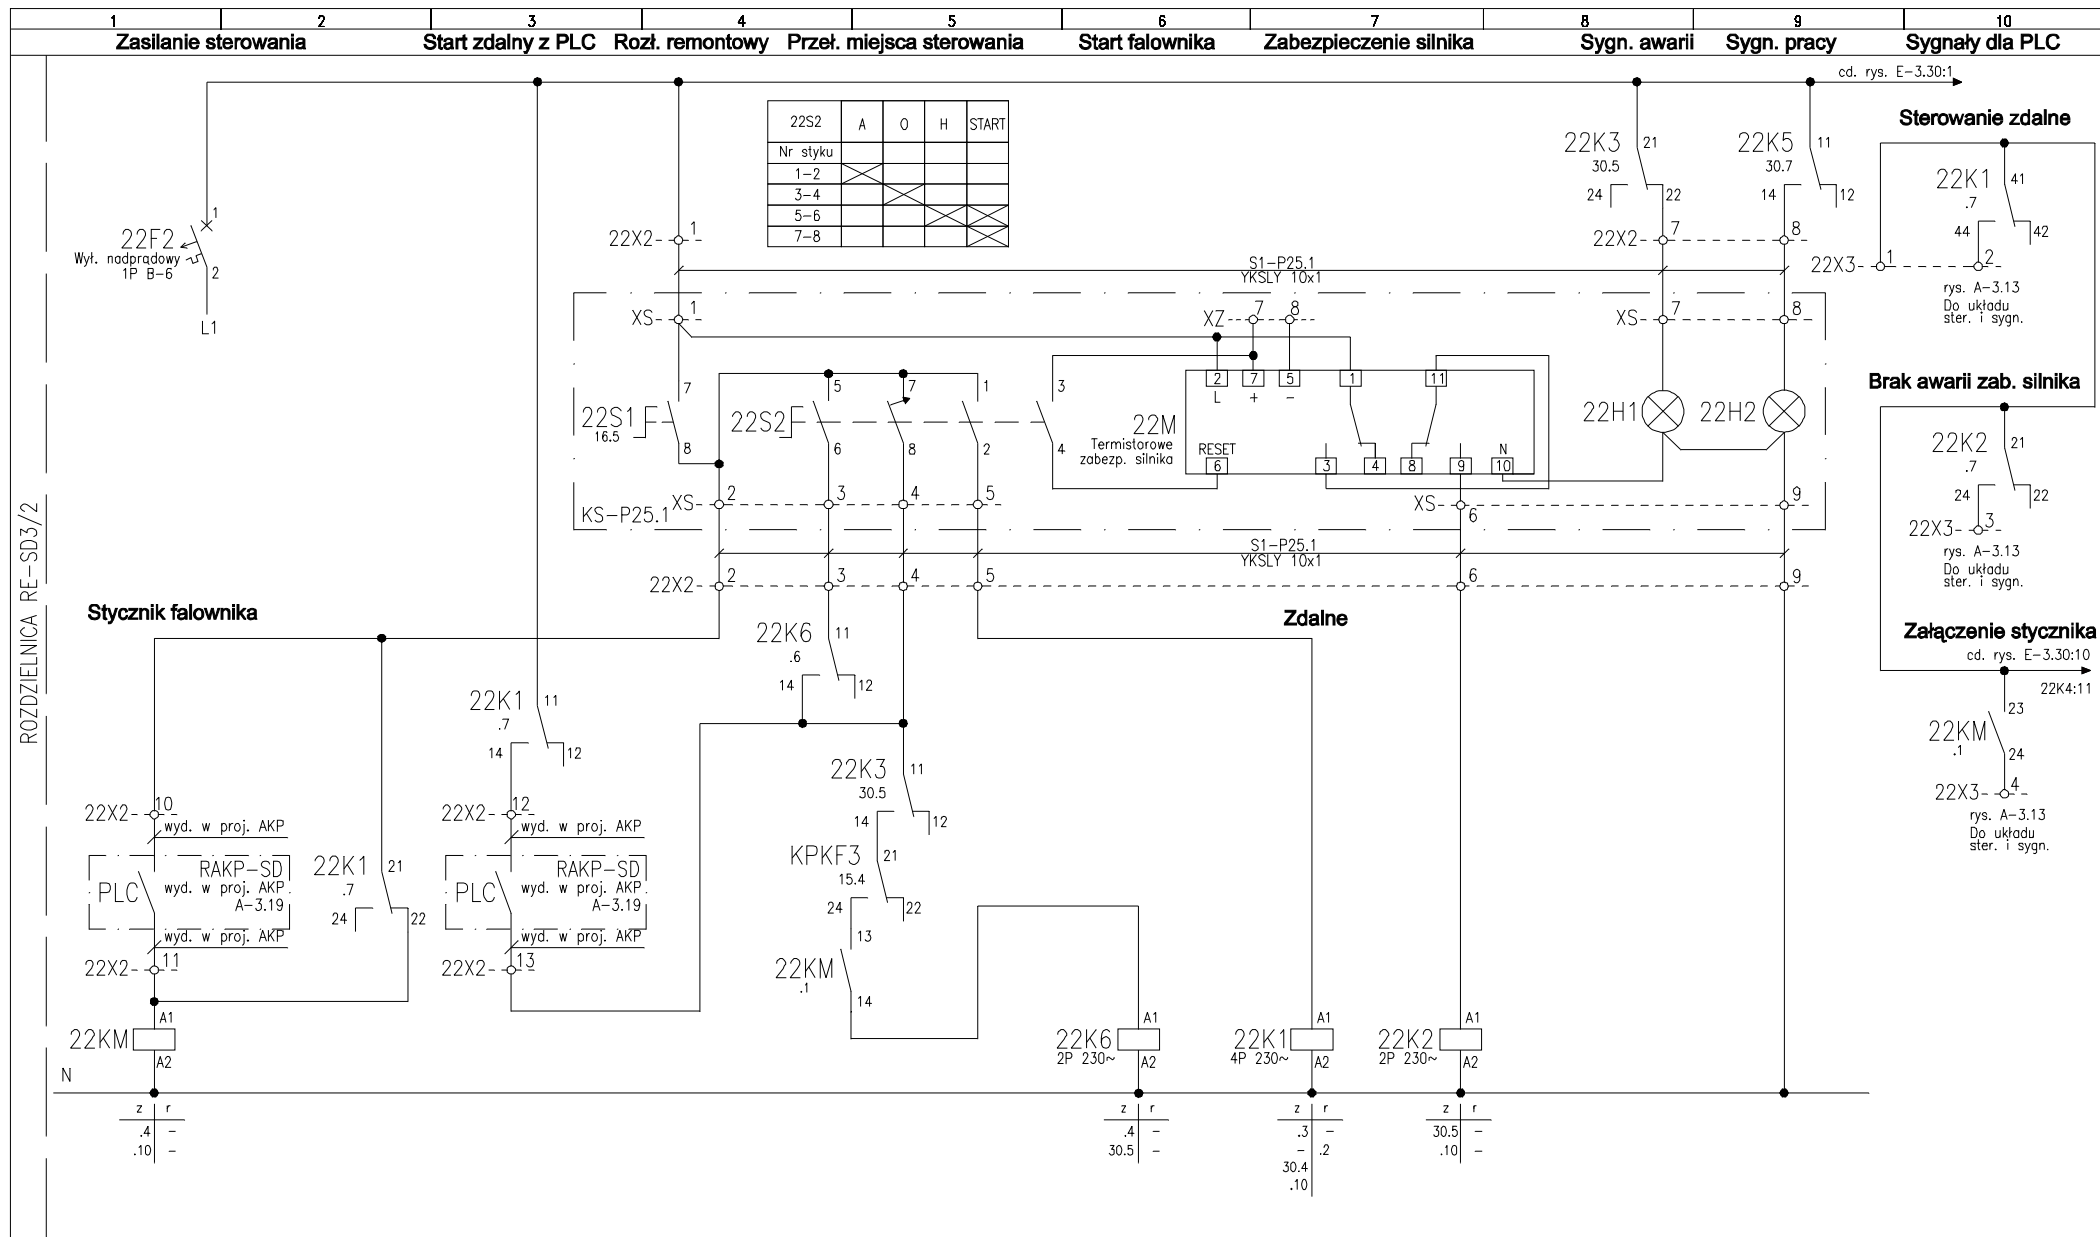 1 2 3 4 5 6 7 8 9 10
Zasilanie sterowania Start zdalny z PLC Rozł. remontowy Przeł. miejsca sterowania Start falownika Zabezpieczenie silnika Sygn. awarii Sygn. pracy Sygnały dla PLC
cd. rys. E-3.30:1
22S2 A O H START
Nr styku
1-2
3-4
5-6
7-8
22F2
Wył. nadprądowy
1P B-6
1
2
L1
22K3
30.5
21
24 22
22K5
30.7
11
14 12
Sterowanie zdalne
22K1
.7
41
44 42
22X3 1 2
rys. A-3.13
Do układu
ster. i sygn.
22X2 1
22X2 7 8
S1-P25.1
YKSLY 10x1
XS 1
XZ 7 8
XS 7 8
22S1
16.5
7
8
22S2
5 7 1 3
6 8 2 4
22M
Termistorowe
zabezp. silnika
2 7 5 1 11
L + -
RESET N
6 3 4 8 9 10
22H1 22H2
KS-P25.1
XS 2 3 4 5
XS 6 9
S1-P25.1
YKSLY 10x1
22X2 2 3 4 5 6 9
Brak awarii zab. silnika
22K2
.7
21
24 22
22X3 3
rys. A-3.13
Do układu
ster. i sygn.
Stycznik falownika
Zdalne
Załączenie stycznika
cd. rys. E-3.30:10
22K4:11
22KM
.1
23
24
22X3 4
rys. A-3.13
Do układu
ster. i sygn.
ROZDZIELNICA RE-SD3/2
22K6
.6
11
14 12
22K1
.7
11
14 12
22K3
30.5
11
14 12
KPKF3
15.4
21
24 22
22KM
.1
13
14
22X2 10
wyd. w proj. AKP
RAKP-SD
PLC wyd. w proj. AKP
A-3.19
wyd. w proj. AKP
22X2 11
22K1
.7
21
24 22
22X2 12
wyd. w proj. AKP
RAKP-SD
PLC wyd. w proj. AKP
A-3.19
wyd. w proj. AKP
22X2 13
22KM
A1
A2
22K6
2P 230~
A1
A2
22K1
4P 230~
A1
A2
22K2
2P 230~
A1
A2
N
z r
.4 -
.10 -
z r
.4 -
30.5 -
z r
.3 -
- .2
30.4
.10
z r
30.5 -
.10 -